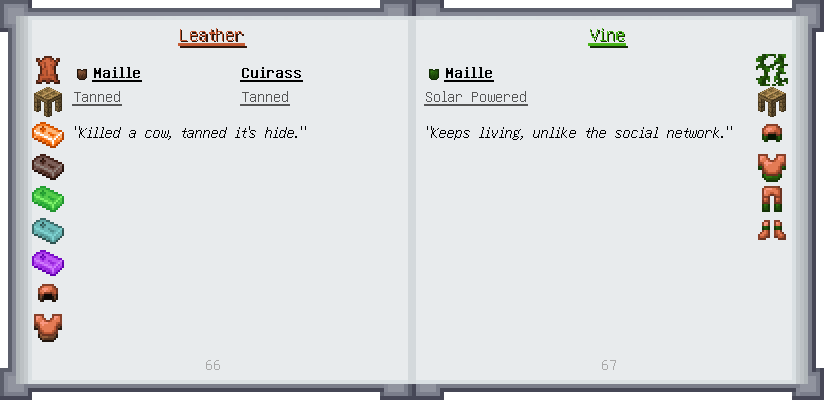 Leather
Maille Cuirass
Tanned Tanned
"Killed a cow, tanned it's hide."
66
Vine
Maille
Solar Powered
"Keeps living, unlike the social network."
67